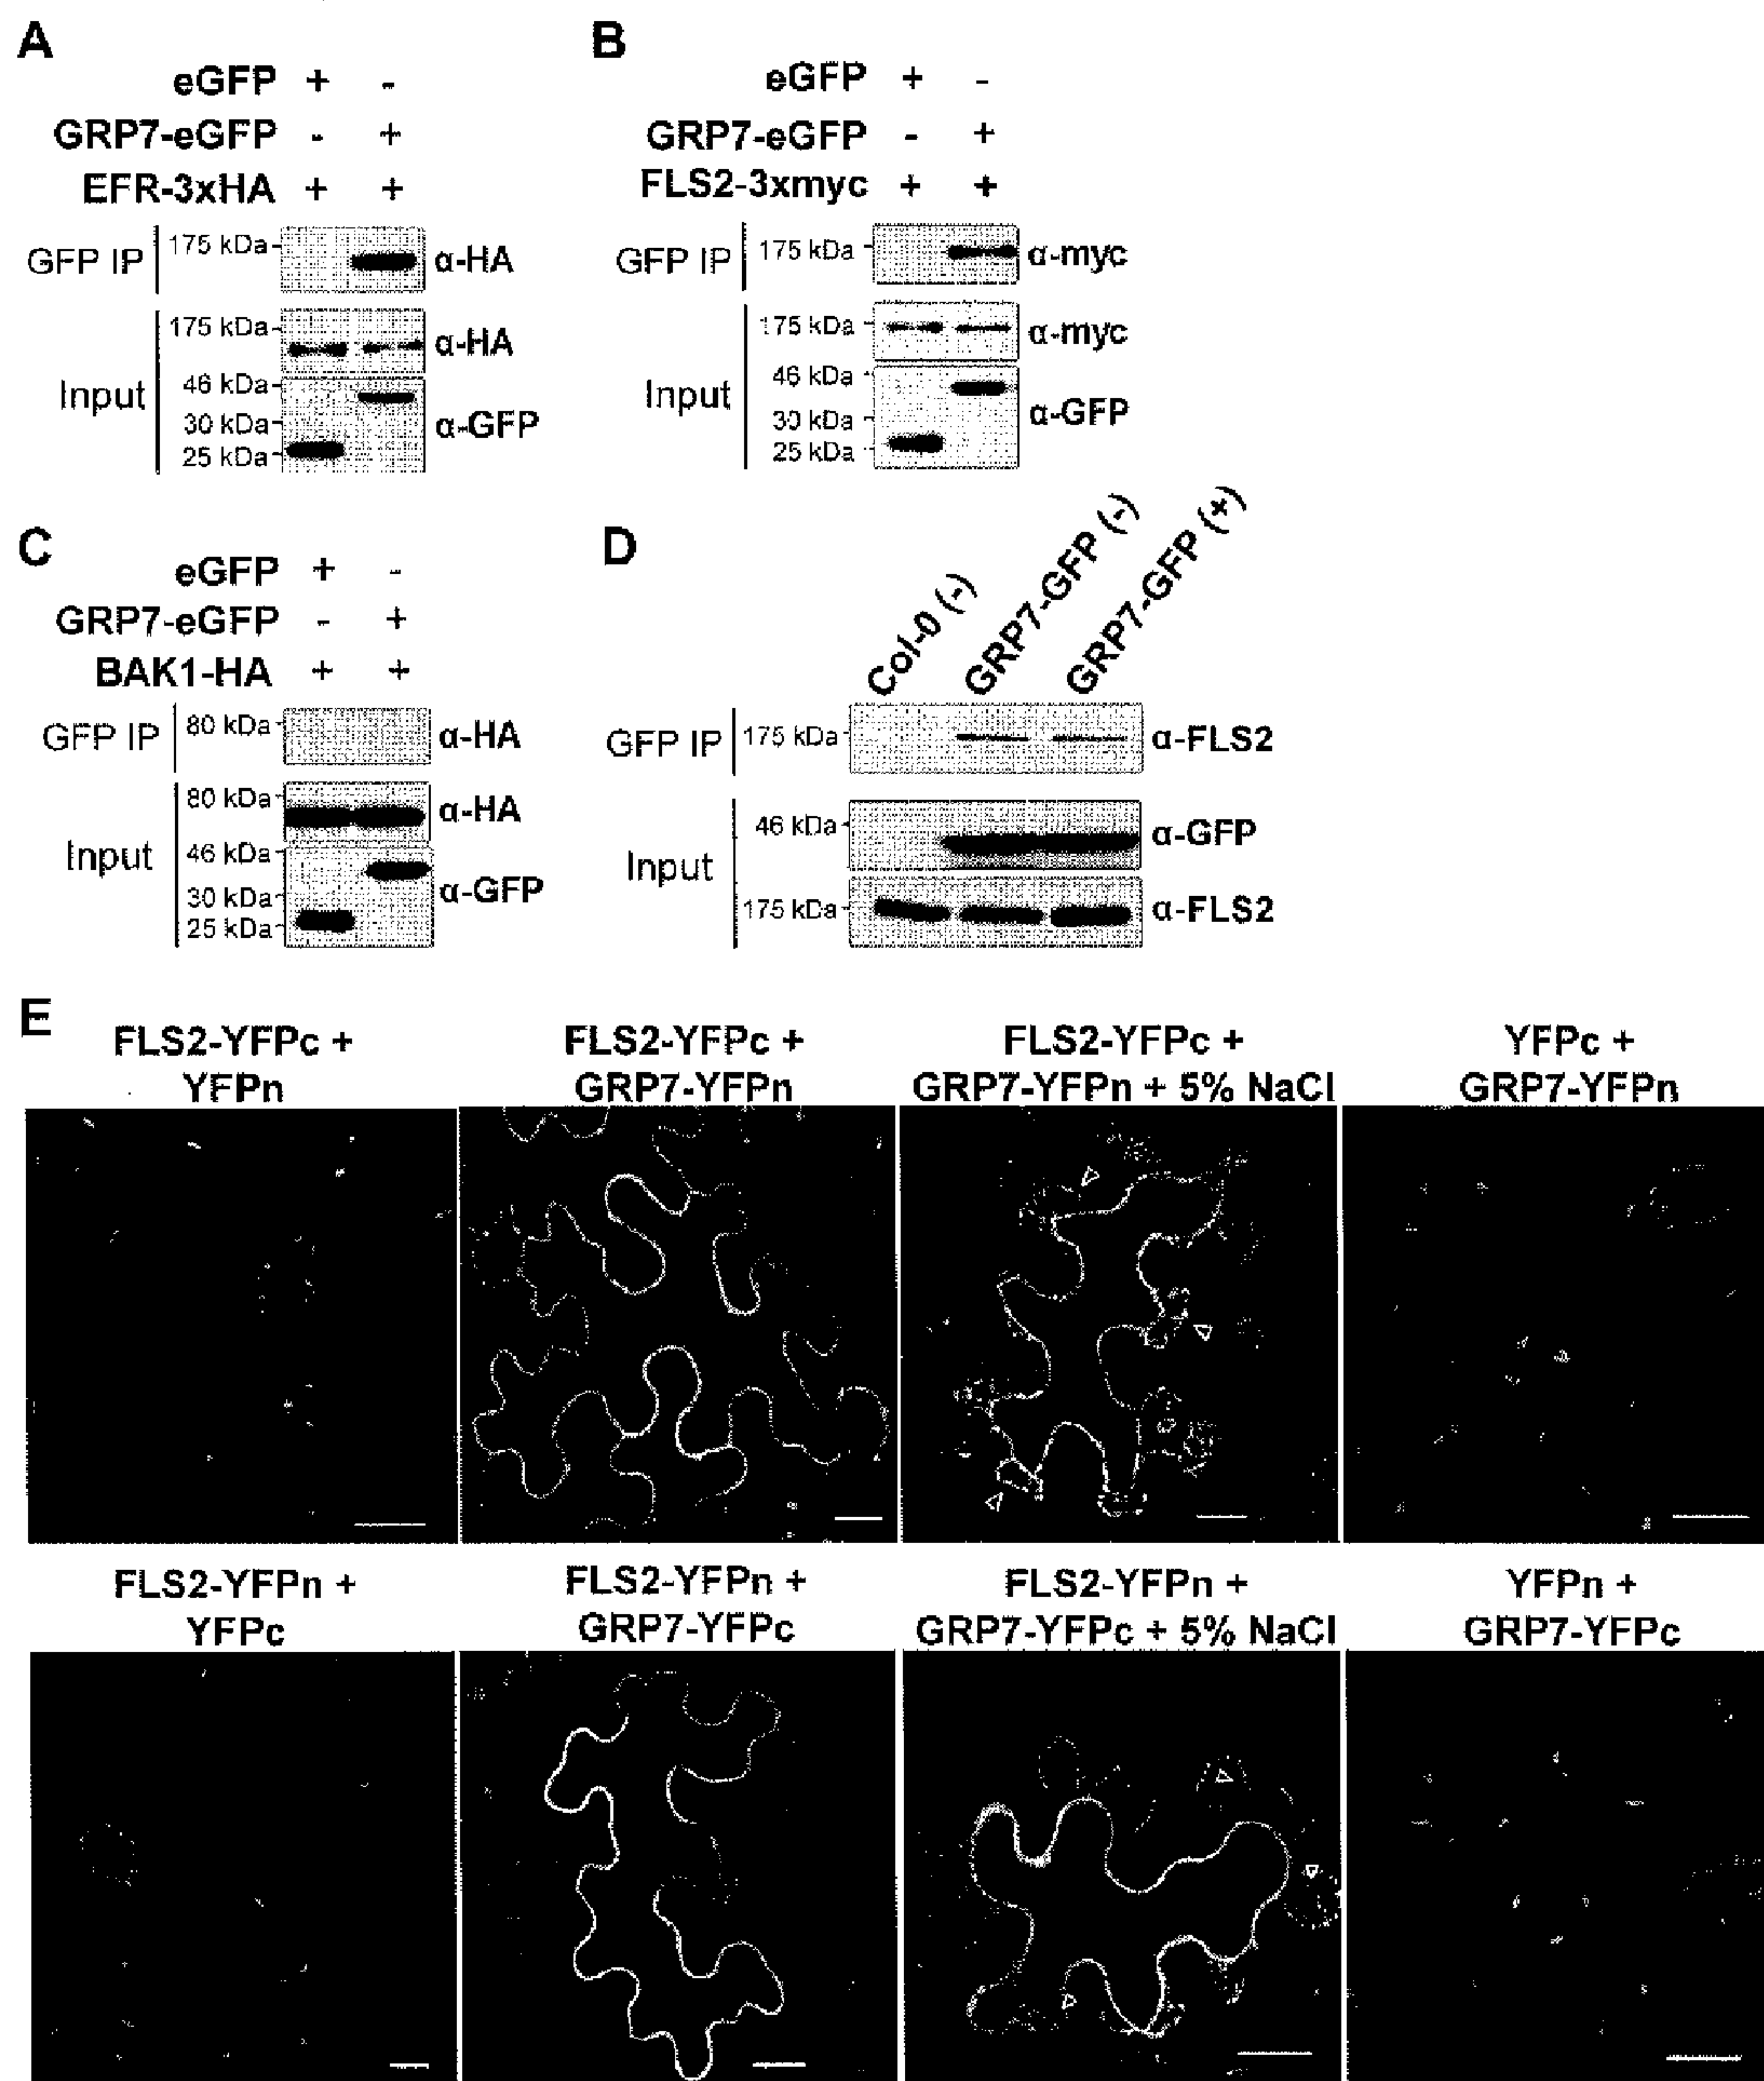 A
eGFP + -
GRP7-eGFP - +
EFR-3xHA + +
GFP IP 175 kDa α-HA
Input 175 kDa α-HA
46 kDa
30 kDa α-GFP
25 kDa
B
eGFP + -
GRP7-eGFP - +
FLS2-3xmyc + +
GFP IP 175 kDa α-myc
Input 175 kDa α-myc
46 kDa
30 kDa α-GFP
25 kDa
C
eGFP + -
GRP7-eGFP - +
BAK1-HA + +
GFP IP 80 kDa α-HA
Input 80 kDa α-HA
46 kDa
30 kDa α-GFP
25 kDa
D
Col-0 (-) GRP7-GFP (-) GRP7-GFP (+)
GFP IP 175 kDa α-FLS2
Input 46 kDa α-GFP
175 kDa α-FLS2
E
FLS2-YFPc +
YFPn
FLS2-YFPc +
GRP7-YFPn
FLS2-YFPc +
GRP7-YFPn + 5% NaCl
YFPc +
GRP7-YFPn
FLS2-YFPn +
YFPc
FLS2-YFPn +
GRP7-YFPc
FLS2-YFPn +
GRP7-YFPc + 5% NaCl
YFPn +
GRP7-YFPc